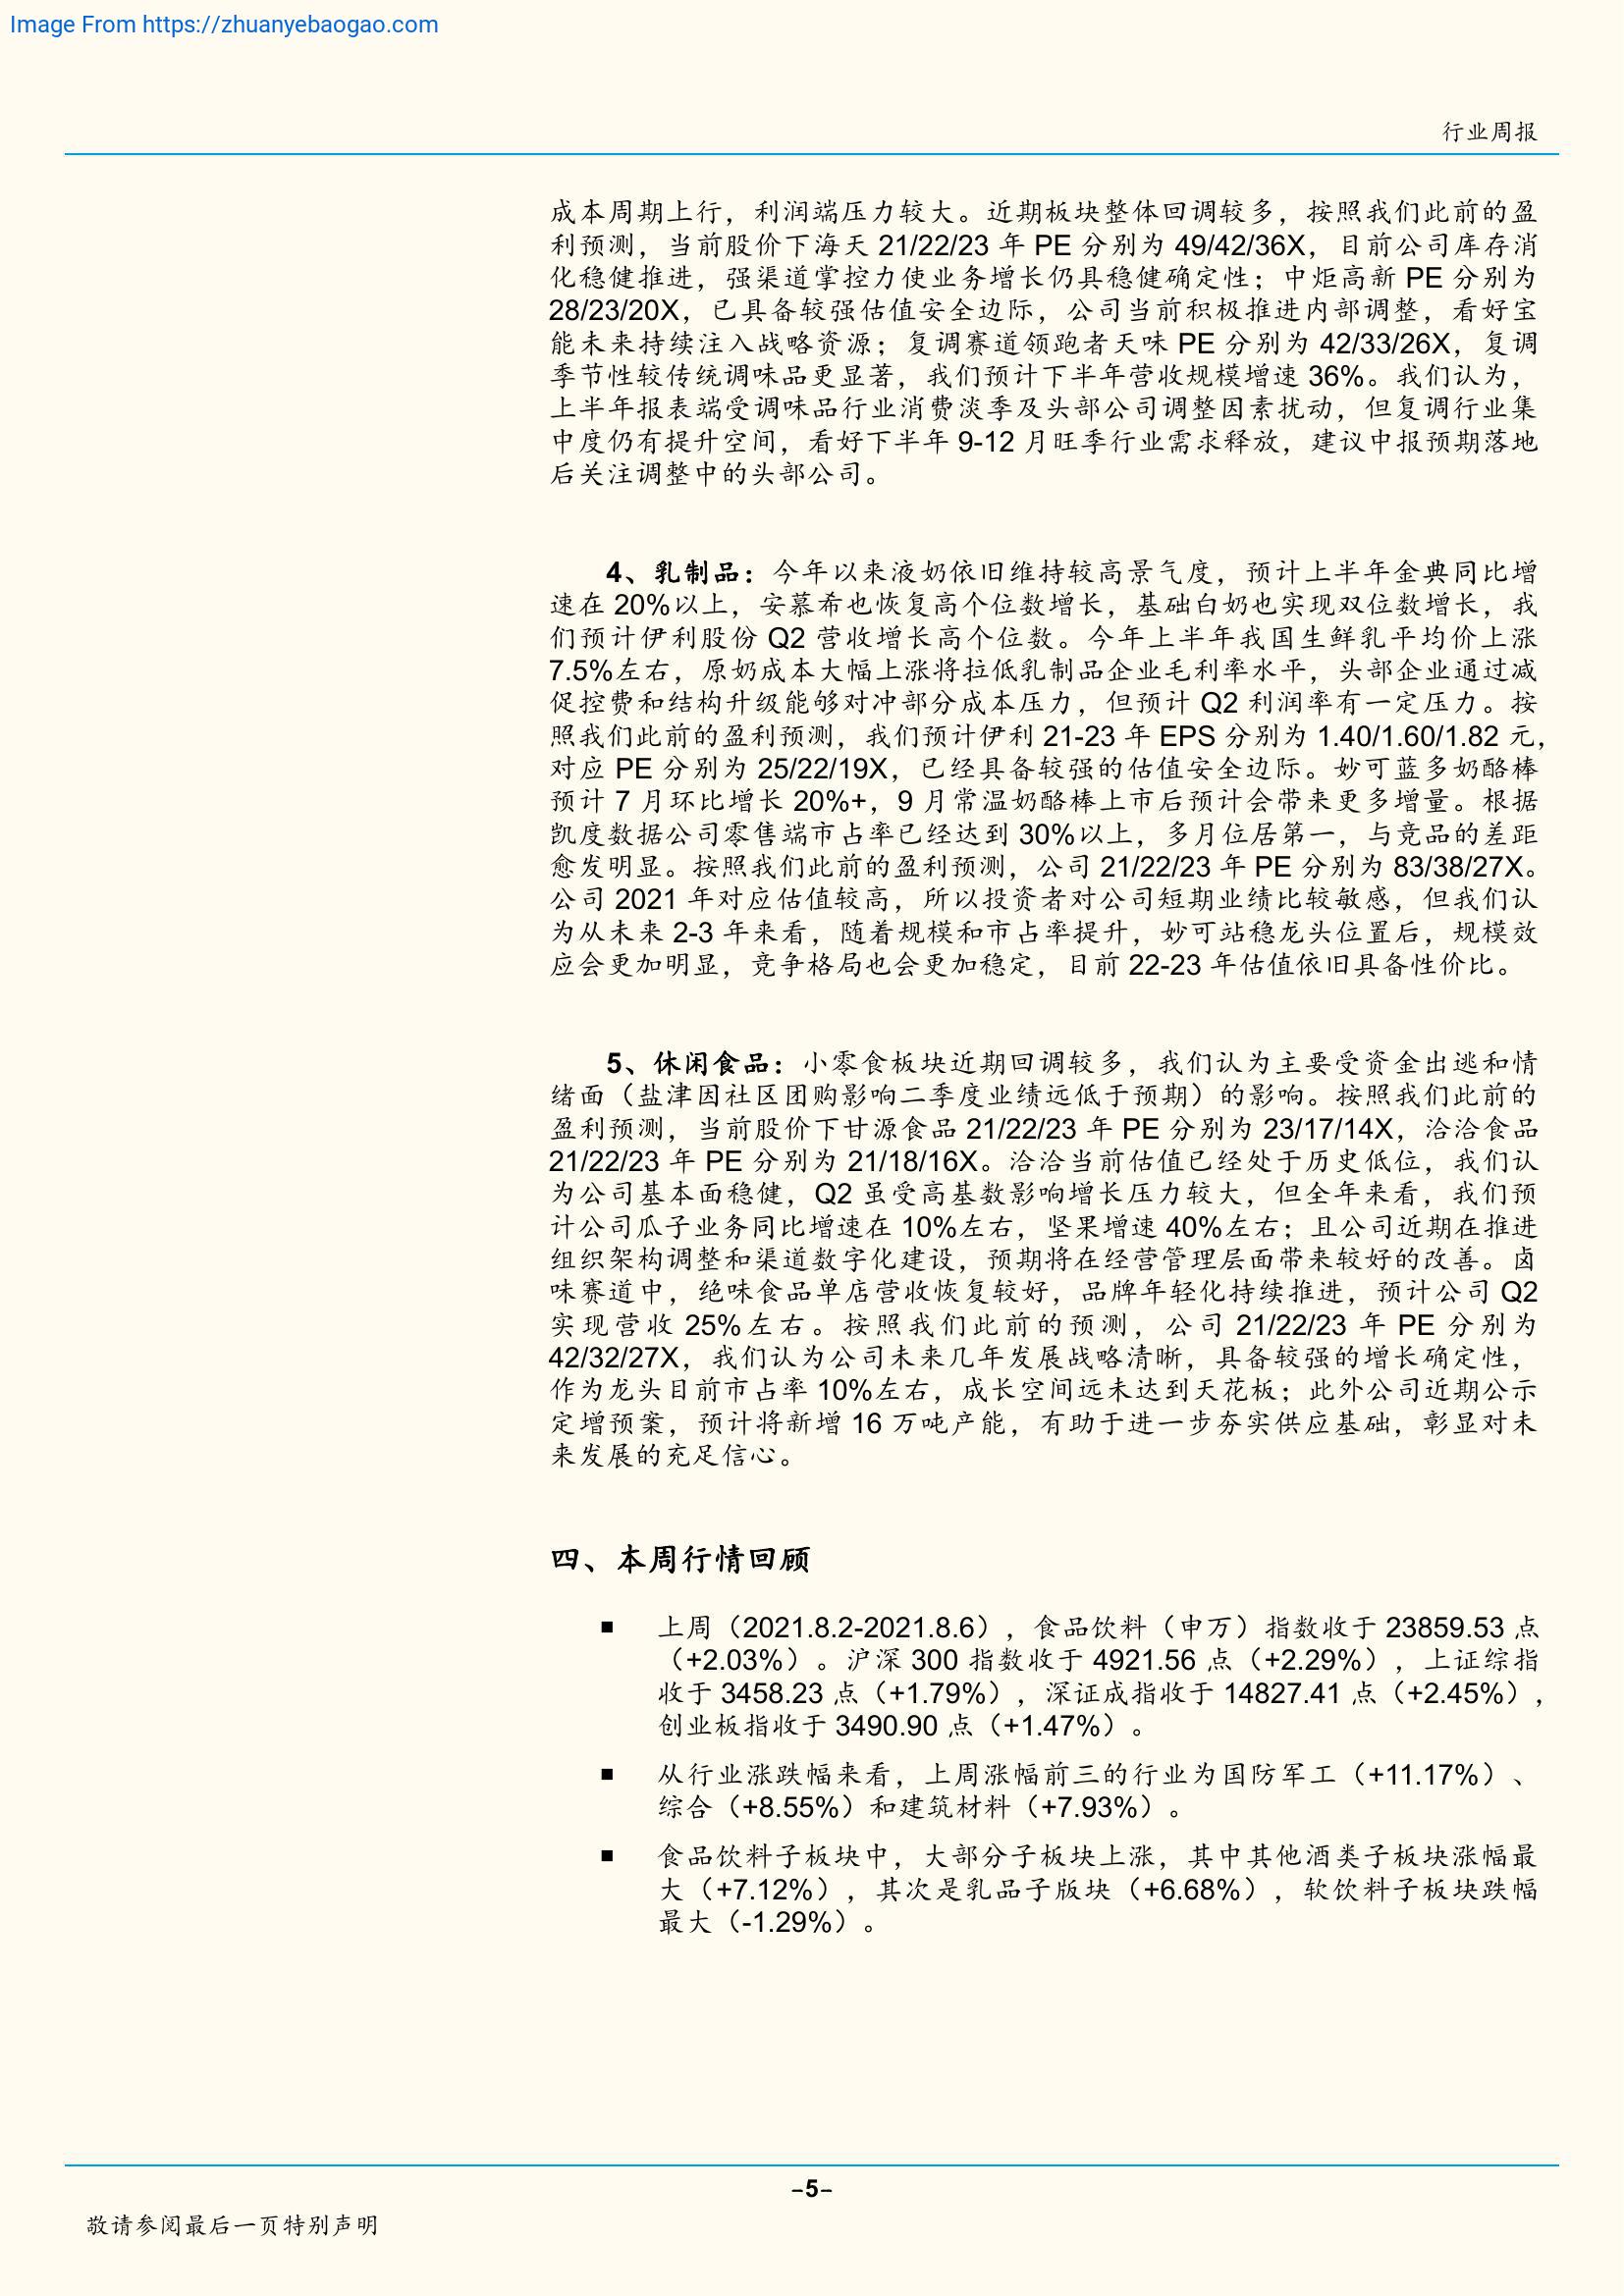 Image From https://zhuanyebaogao.com
行业周报
成本周期上行，利润端压力较大。近期板块整体回调较多，按照我们此前的盈
利预测，当前股价下海天 21/22/23 年 PE 分别为 49/42/36X，目前公司库存消
化稳健推进，强渠道掌控力使业务增长仍具稳健确定性；中炬高新 PE 分别为
28/23/20X，已具备较强估值安全边际，公司当前积极推进内部调整，看好宝
能未来持续注入战略资源；复调赛道领跑者天味 PE 分别为 42/33/26X，复调
季节性较传统调味品更显著，我们预计下半年营收规模增速 36%。我们认为，
上半年报表端受调味品行业消费淡季及头部公司调整因素扰动，但复调行业集
中度仍有提升空间，看好下半年 9-12 月旺季行业需求释放，建议中报预期落地
后关注调整中的头部公司。
4、乳制品：今年以来液奶依旧维持较高景气度，预计上半年金典同比增
速在 20%以上，安慕希也恢复高个位数增长，基础白奶也实现双位数增长，我
们预计伊利股份 Q2 营收增长高个位数。今年上半年我国生鲜乳平均价上涨
7.5%左右，原奶成本大幅上涨将拉低乳制品企业毛利率水平，头部企业通过减
促控费和结构升级能够对冲部分成本压力，但预计 Q2 利润率有一定压力。按
照我们此前的盈利预测，我们预计伊利 21-23 年 EPS 分别为 1.40/1.60/1.82 元，
对应 PE 分别为 25/22/19X，已经具备较强的估值安全边际。妙可蓝多奶酪棒
预计 7 月环比增长 20%+，9 月常温奶酪棒上市后预计会带来更多增量。根据
凯度数据公司零售端市占率已经达到 30%以上，多月位居第一，与竞品的差距
愈发明显。按照我们此前的盈利预测，公司 21/22/23 年 PE 分别为 83/38/27X。
公司 2021 年对应估值较高，所以投资者对公司短期业绩比较敏感，但我们认
为从未来 2-3 年来看，随着规模和市占率提升，妙可站稳龙头位置后，规模效
应会更加明显，竞争格局也会更加稳定，目前 22-23 年估值依旧具备性价比。
5、休闲食品：小零食板块近期回调较多，我们认为主要受资金出逃和情
绪面（盐津因社区团购影响二季度业绩远低于预期）的影响。按照我们此前的
盈利预测，当前股价下甘源食品 21/22/23 年 PE 分别为 23/17/14X，洽洽食品
21/22/23 年 PE 分别为 21/18/16X。洽洽当前估值已经处于历史低位，我们认
为公司基本面稳健，Q2 虽受高基数影响增长压力较大，但全年来看，我们预
计公司瓜子业务同比增速在 10%左右，坚果增速 40%左右；且公司近期在推进
组织架构调整和渠道数字化建设，预期将在经营管理层面带来较好的改善。卤
味赛道中，绝味食品单店营收恢复较好，品牌年轻化持续推进，预计公司 Q2
实现营收 25%左右。按照我们此前的预测，公司 21/22/23 年 PE 分别为
42/32/27X，我们认为公司未来几年发展战略清晰，具备较强的增长确定性，
作为龙头目前市占率 10%左右，成长空间远未达到天花板；此外公司近期公示
定增预案，预计将新增 16 万吨产能，有助于进一步夯实供应基础，彰显对未
来发展的充足信心。
四、本周行情回顾
■ 上周（2021.8.2-2021.8.6），食品饮料（申万）指数收于 23859.53 点
（+2.03%）。沪深 300 指数收于 4921.56 点（+2.29%），上证综指
收于 3458.23 点（+1.79%），深证成指收于 14827.41 点（+2.45%），
创业板指收于 3490.90 点（+1.47%）。
■ 从行业涨跌幅来看，上周涨幅前三的行业为国防军工（+11.17%）、
综合（+8.55%）和建筑材料（+7.93%）。
■ 食品饮料子板块中，大部分子板块上涨，其中其他酒类子板块涨幅最
大（+7.12%），其次是乳品子版块（+6.68%），软饮料子板块跌幅
最大（-1.29%）。
-5-
敬请参阅最后一页特别声明